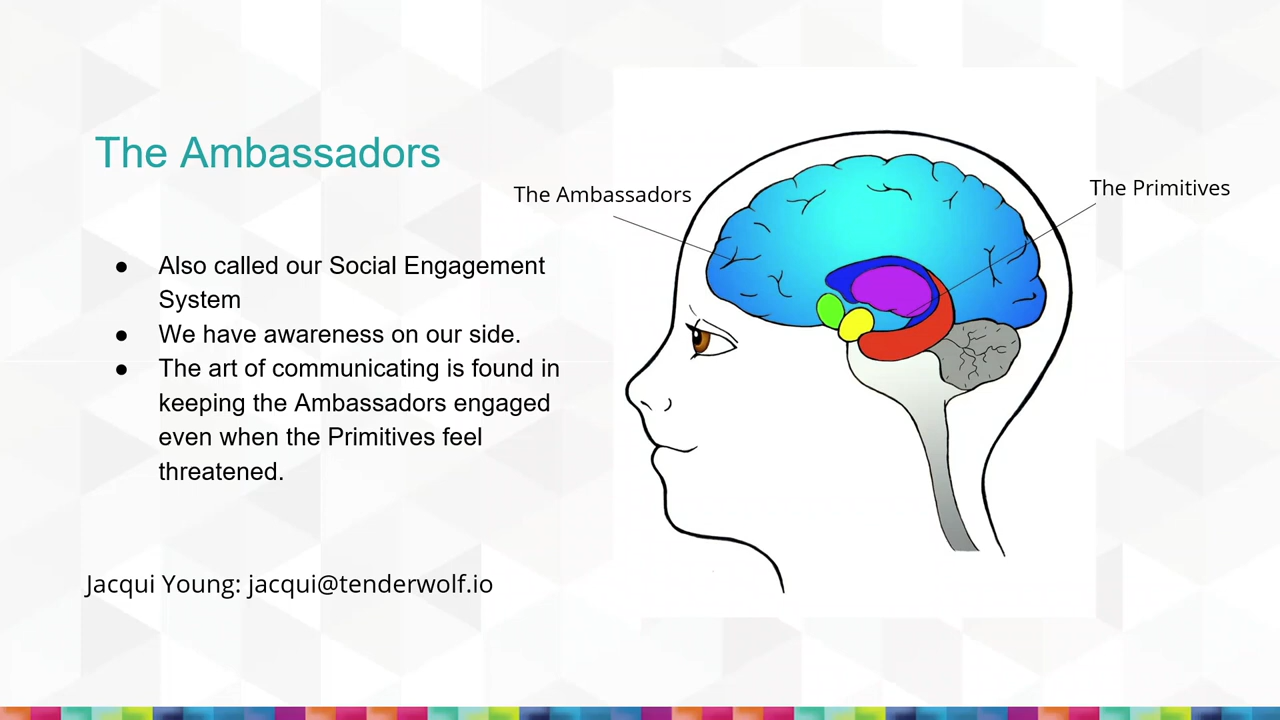 The Ambassadors
● Also called our Social Engagement
System
● We have awareness on our side.
● The art of communicating is found in
keeping the Ambassadors engaged
even when the Primitives feel
threatened.
Jacqui Young: jacqui@tenderwolf.io
The Ambassadors
The Primitives